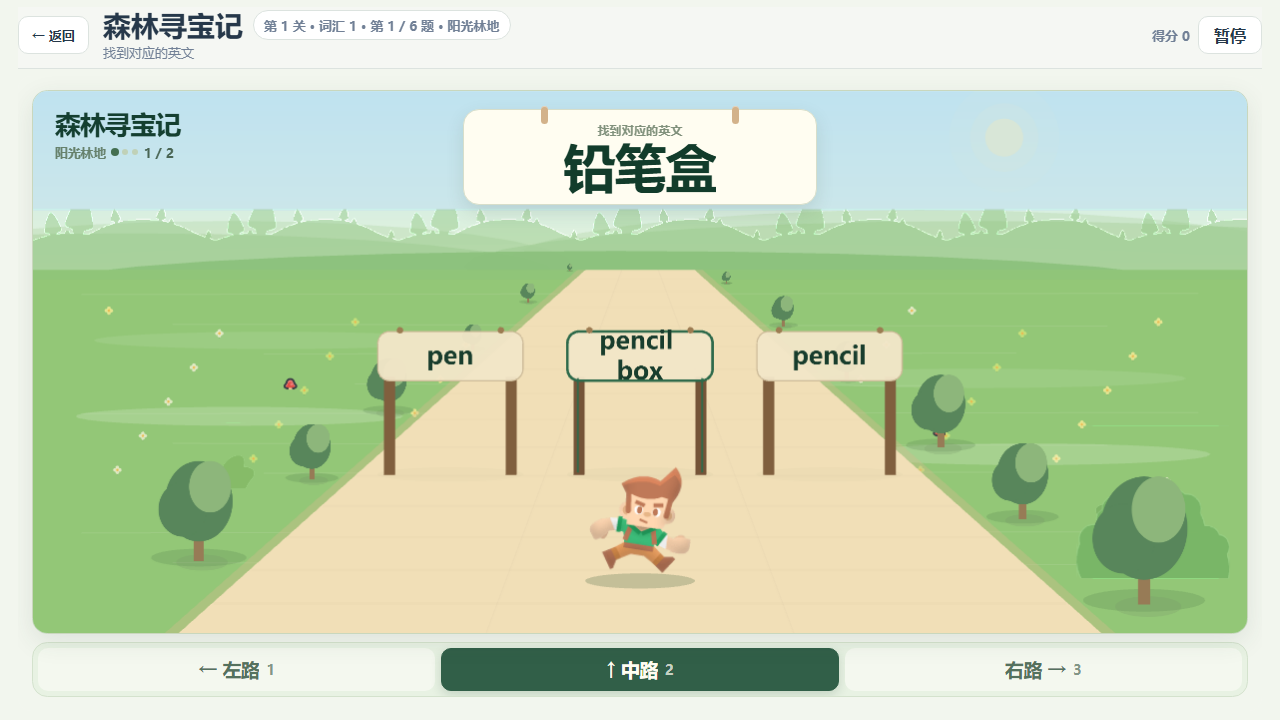 ← 返回
森林寻宝记
第 1 关 • 词汇 1 • 第 1 / 6 题 • 阳光林地
找到对应的英文
得分 0
暂停
森林寻宝记
阳光林地 1 / 2
找到对应的英文
铅笔盒
pen
pencil
box
pencil
← 左路 1
↑ 中路 2
右路 → 3